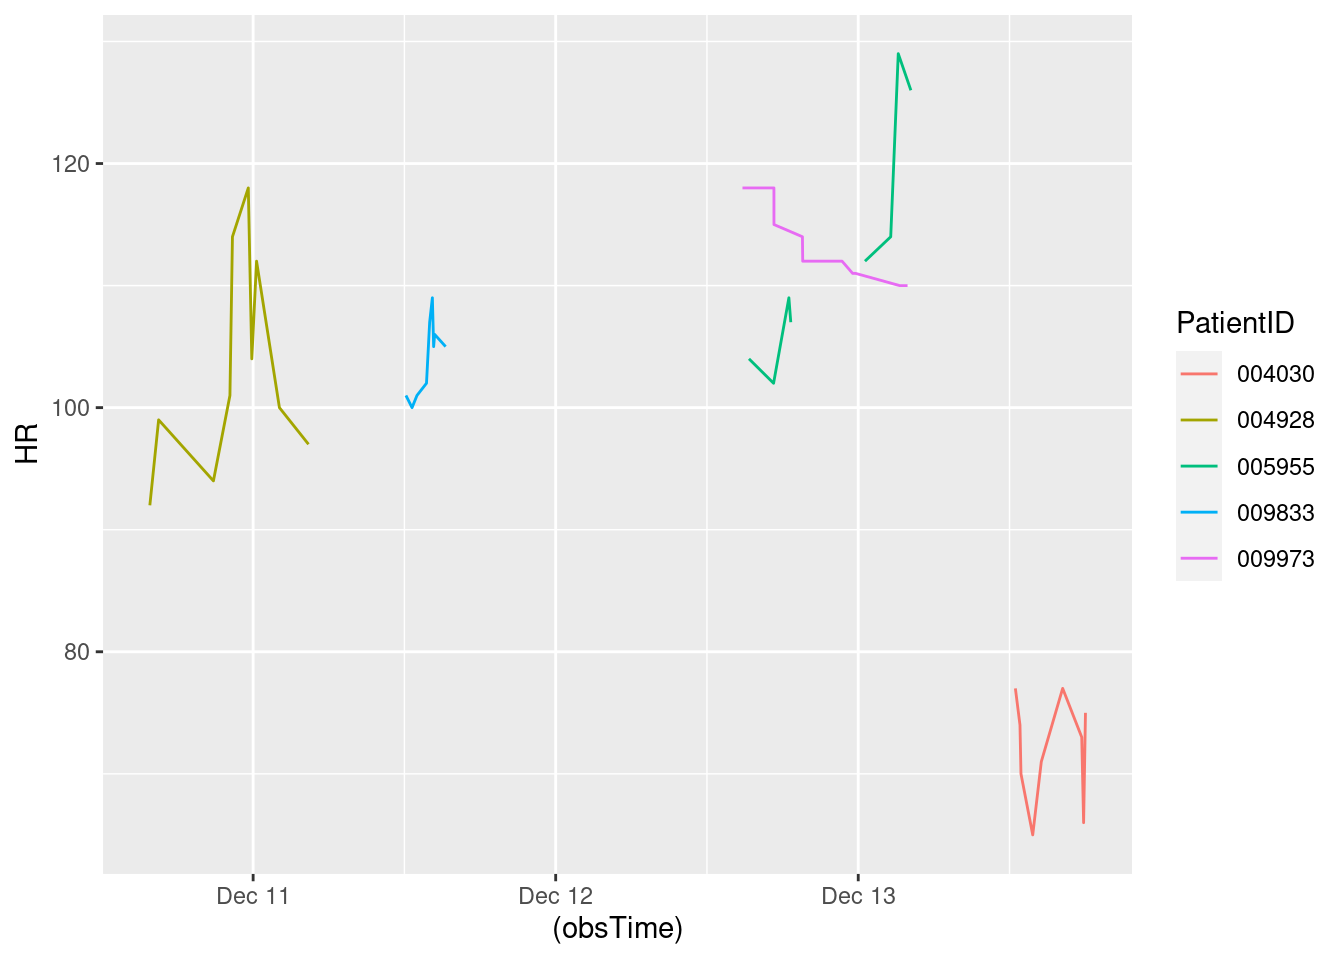 120
100
80
HR
Dec 11
Dec 12
Dec 13
(obsTime)
PatientID
004030
004928
005955
009833
009973